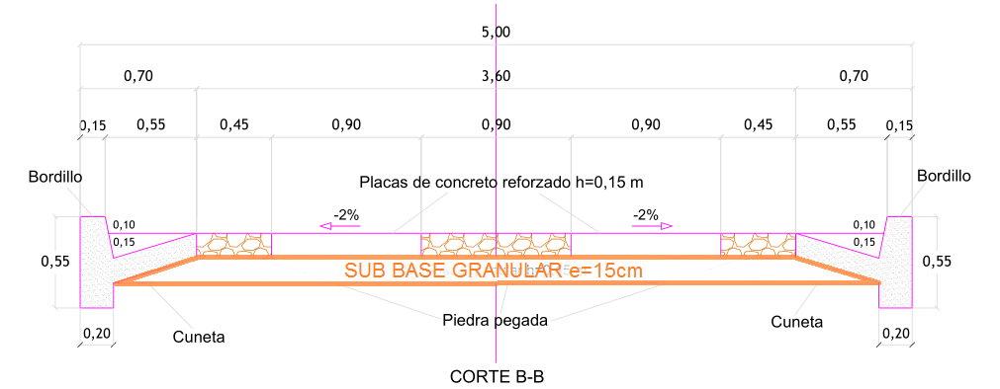 5,00
0,70 3,60 0,70
0,15 0,55 0,45 0,90 0,90 0,90 0,45 0,55 0,15
Bordillo Placas de concreto reforzado h=0,15 m Bordillo
-2% -2%
0,10 0,10
0,15 0,15
0,55 0,55
SUB BASE GRANULAR e=15cm
Piedra pegada
Cuneta Cuneta
0,20 0,20
CORTE B-B